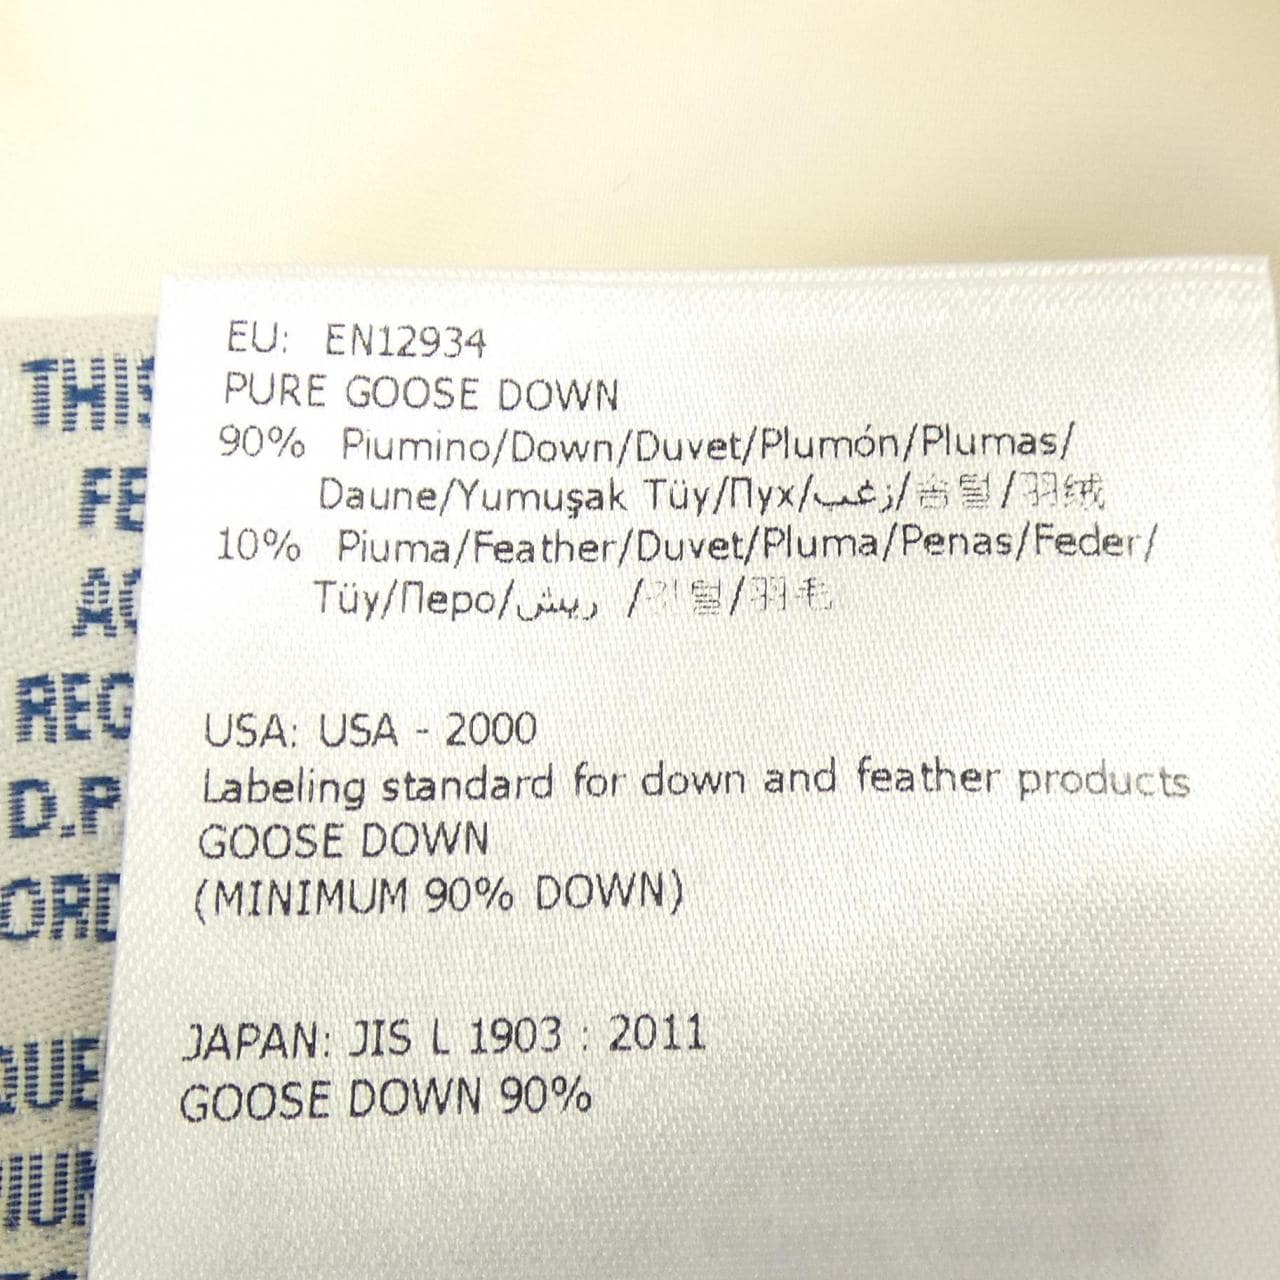 EU: EN12934
PURE GOOSE DOWN
90% Piumino/Down/Duvet/Plumón/Plumas/
Daune/Yumuşak Tüy/Пух/زغب/솜털/羽绒
10% Piuma/Feather/Duvet/Pluma/Penas/Feder/
Tüy/Перо/ريش /깃털/羽毛
USA: USA - 2000
Labeling standard for down and feather products
GOOSE DOWN
(MINIMUM 90% DOWN)
JAPAN: JIS L 1903 : 2011
GOOSE DOWN 90%
THIS
FE
AC
REG
D.P
ORD
QUE